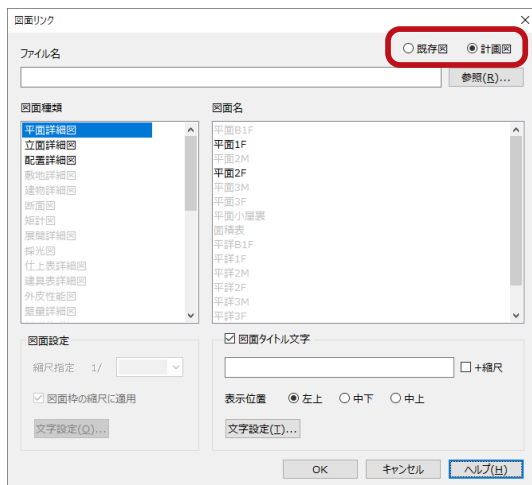 図面リンク
既存図 計画図
ファイル名
参照(R)...
図面種類
平面詳細図
立面詳細図
配置詳細図
敷地詳細図
建物詳細図
断面図
矩計図
展開詳細図
採光図
仕上表詳細図
建具表詳細図
外皮性能図
壁量詳細図
図面名
平面B1F
平面1F
平面2M
平面2F
平面3M
平面3F
平面小屋裏
面積表
平詳B1F
平詳1F
平詳2M
平詳2F
平詳3M
平詳3F
図面設定
縮尺指定 1/
図面枠の縮尺に適用
文字設定(O)...
図面タイトル文字
+縮尺
表示位置 左上 中下 中上
文字設定(T)...
OK キャンセル ヘルプ(H)